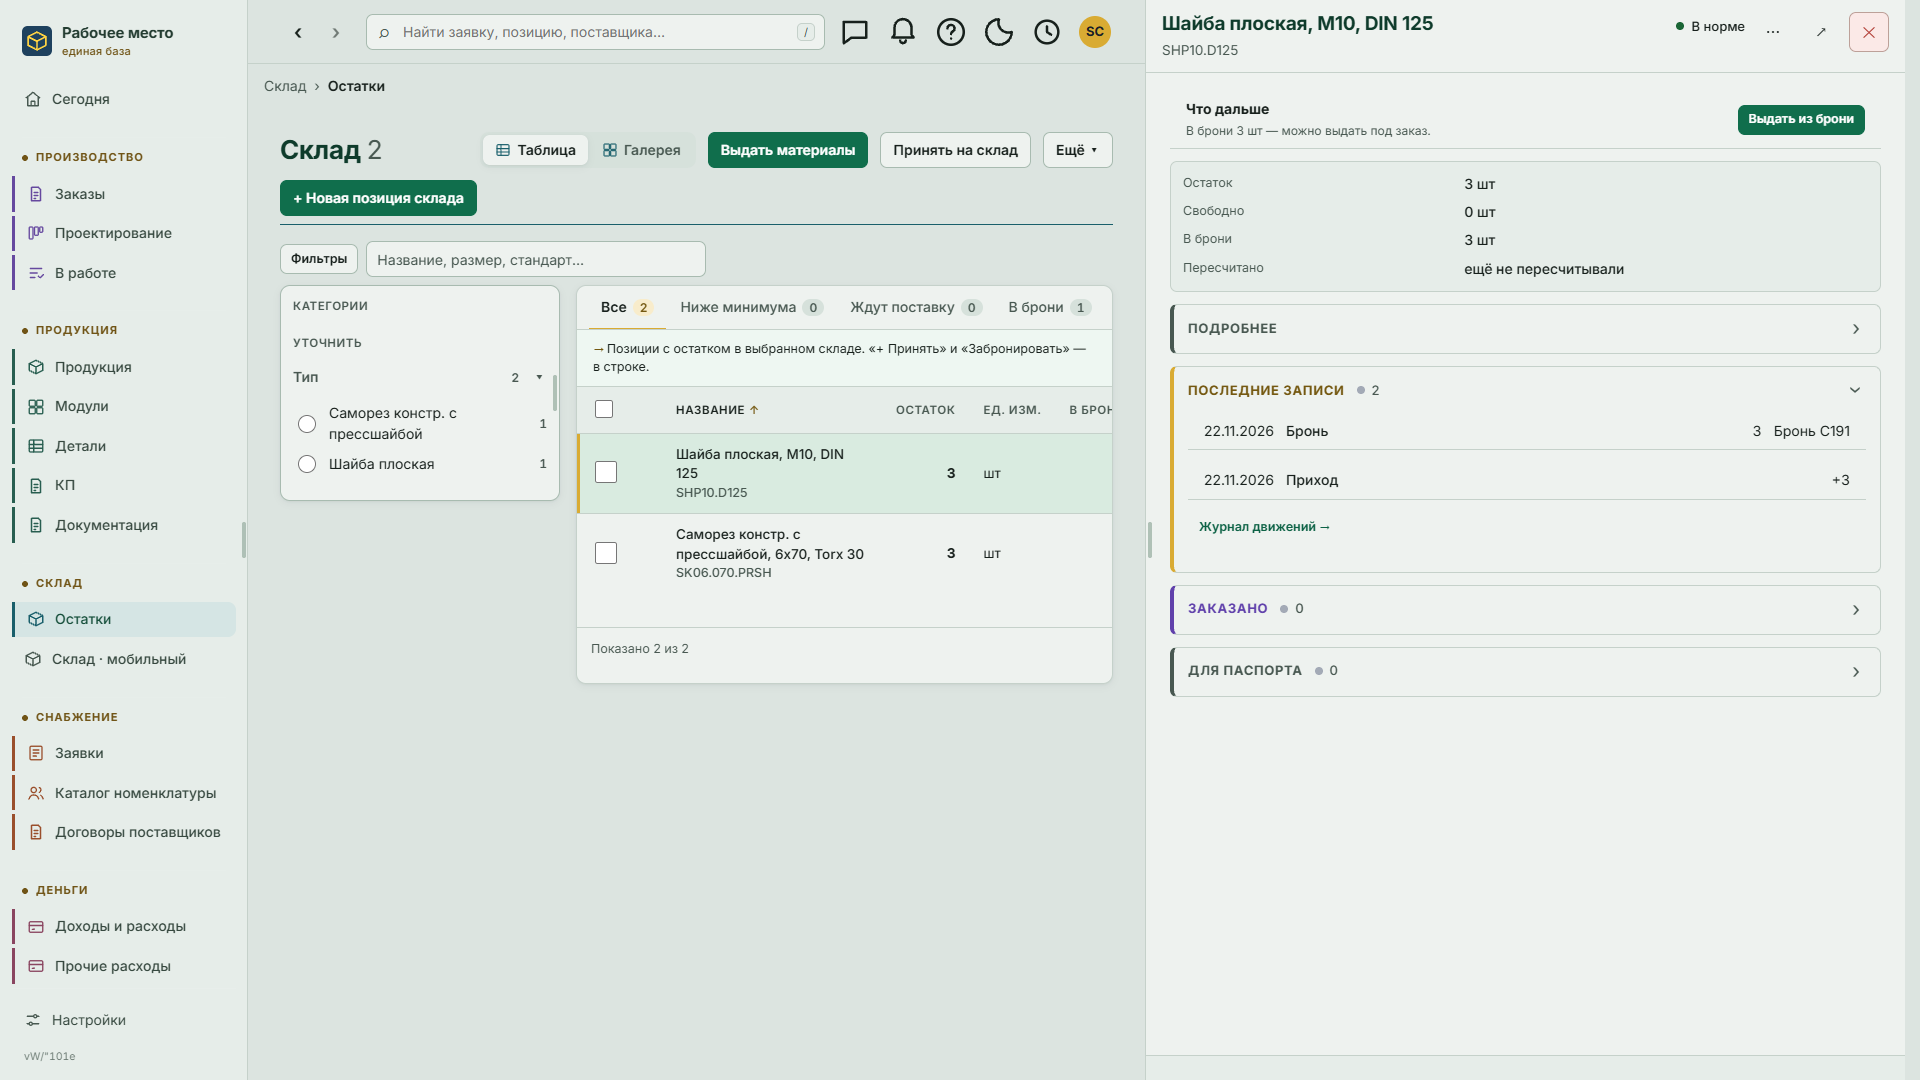 Рабочее место
единая база
Сегодня
ПРОИЗВОДСТВО
Заказы
Проектирование
В работе
ПРОДУКЦИЯ
Продукция
Модули
Детали
КП
Документация
СКЛАД
Остатки
Склад · мобильный
СНАБЖЕНИЕ
Заявки
Каталог номенклатуры
Договоры поставщиков
ДЕНЬГИ
Доходы и расходы
Прочие расходы
Настройки
vW/"101e
Найти заявку, позицию, поставщика... /
SC
Склад › Остатки
Склад 2
Таблица
Галерея
Выдать материалы
Принять на склад
Ещё
+ Новая позиция склада
Фильтры
Название, размер, стандарт...
КАТЕГОРИИ
УТОЧНИТЬ
Тип 2
Саморез констр. с
прессшайбой 1
Шайба плоская 1
Все 2
Ниже минимума 0
Ждут поставку 0
В брони 1
→ Позиции с остатком в выбранном складе. «+ Принять» и «Забронировать» —
в строке.
НАЗВАНИЕ ↑ ОСТАТОК ЕД. ИЗМ. В БРОН
Шайба плоская, М10, DIN
125
SHP10.D125
3 шт
Саморез констр. с
прессшайбой, 6х70, Torx 30
SK06.070.PRSH
3 шт
Показано 2 из 2
Шайба плоская, М10, DIN 125
SHP10.D125
В норме
...
↗
Что дальше
В брони 3 шт — можно выдать под заказ.
Выдать из брони
Остаток 3 шт
Свободно 0 шт
В брони 3 шт
Пересчитано ещё не пересчитывали
ПОДРОБНЕЕ
ПОСЛЕДНИЕ ЗАПИСИ 2
22.11.2026 Бронь 3 Бронь С191
22.11.2026 Приход +3
Журнал движений →
ЗАКАЗАНО 0
ДЛЯ ПАСПОРТА 0